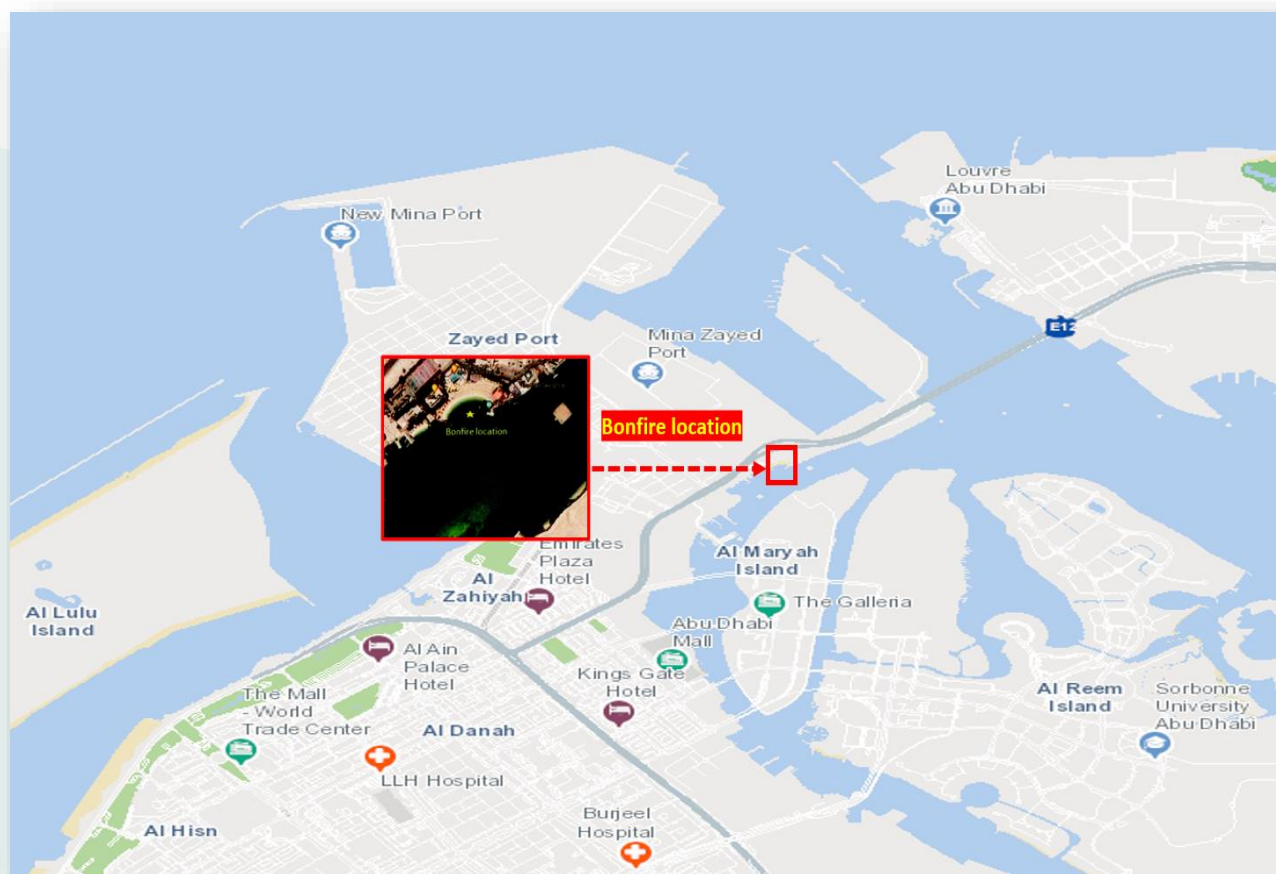 Louvre
Abu Dhabi
New Mina Port
E12
Zayed Port
Mina Zayed
Port
Bonfire location
Bonfire location
Emirates
Plaza
Hotel
Al Maryah
Island
Al
Zahiyah
The Galleria
Al Lulu
Island
Abu Dhabi
Mall
Al Ain
Palace
Hotel
Kings Gate
Hotel
Al Reem
Island
Sorbonne
University
Abu Dhabi
The Mall
- World
Trade Center
Al Danah
LLH Hospital
Burjeel
Hospital
Al Hisn